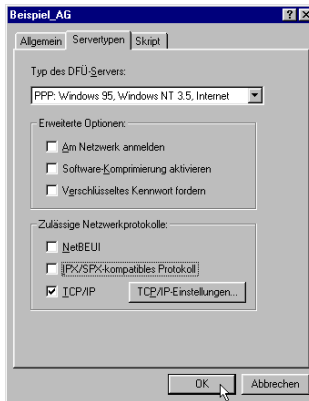 Beispiel_AG
Allgemein Servertypen Skript
Typ des DFÜ-Servers:
PPP: Windows 95, Windows NT 3.5, Internet
Erweiterte Optionen:
Am Netzwerk anmelden
Software-Komprimierung aktivieren
Verschlüsseltes Kennwort fordern
Zulässige Netzwerkprotokolle:
NetBEUI
IPX/SPX-kompatibles Protokoll
TCP/IP TCP/IP-Einstellungen...
OK Abbrechen